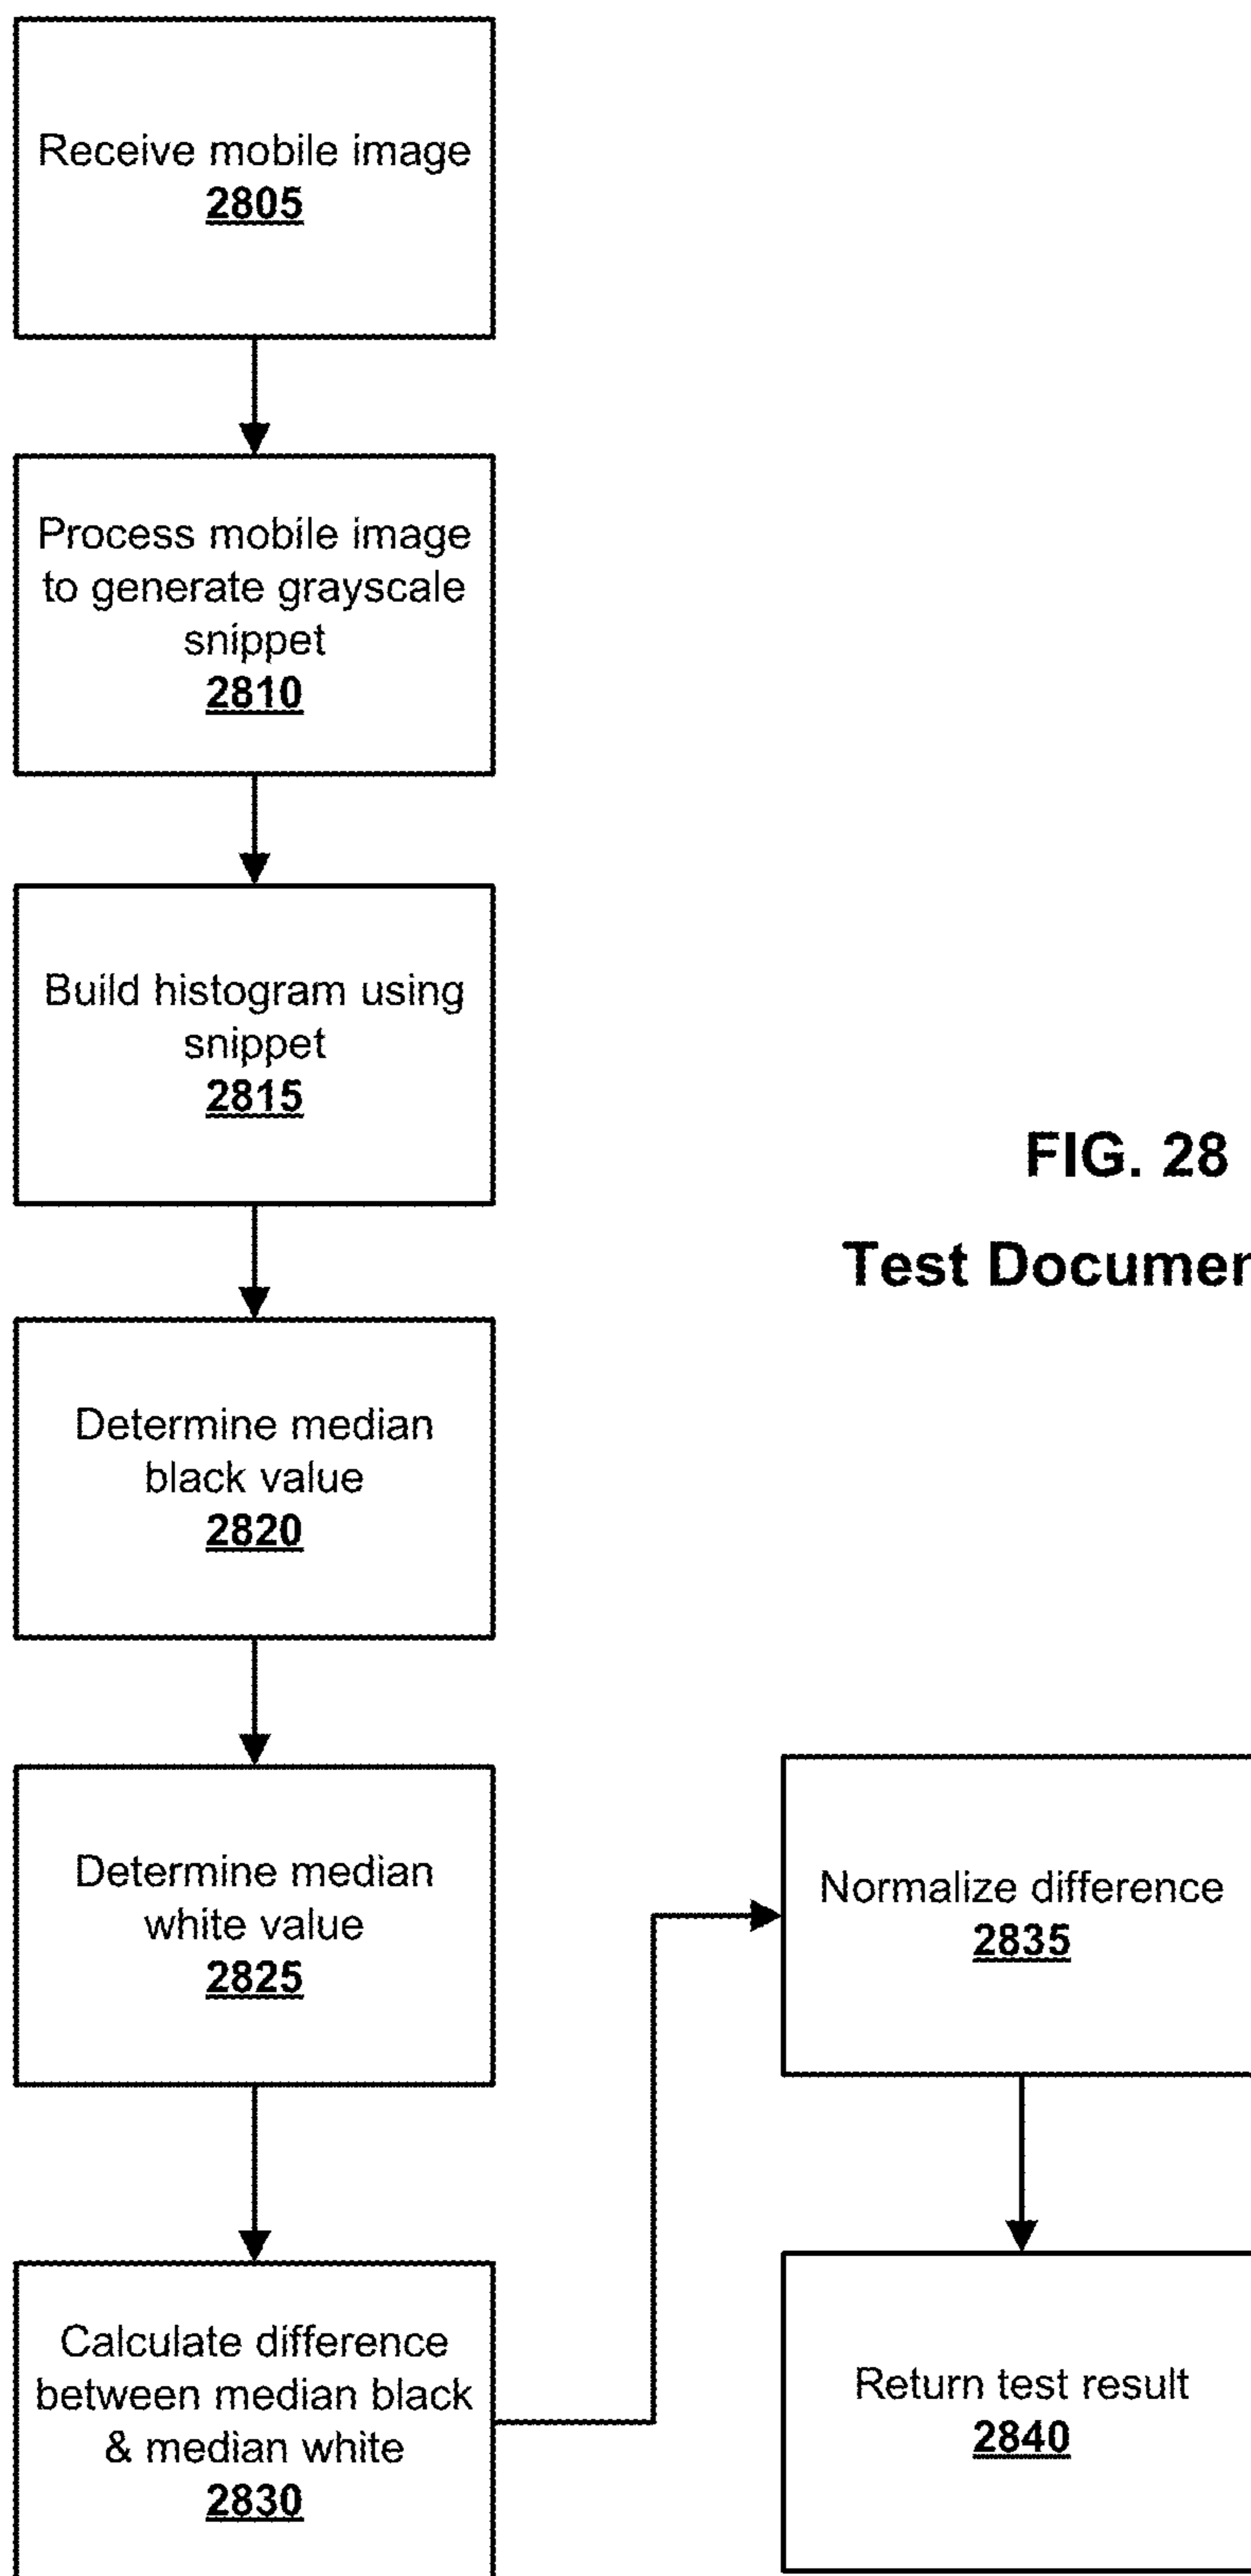 Receive mobile image
2805
Process mobile image
to generate grayscale
snippet
2810
Build histogram using
snippet
2815
FIG. 28
Test
Determine median
black value
2820
Determine median
white value
2825
Calculate difference
between median black
& median white
2830
Normalize difference
2835
Return test result
2840